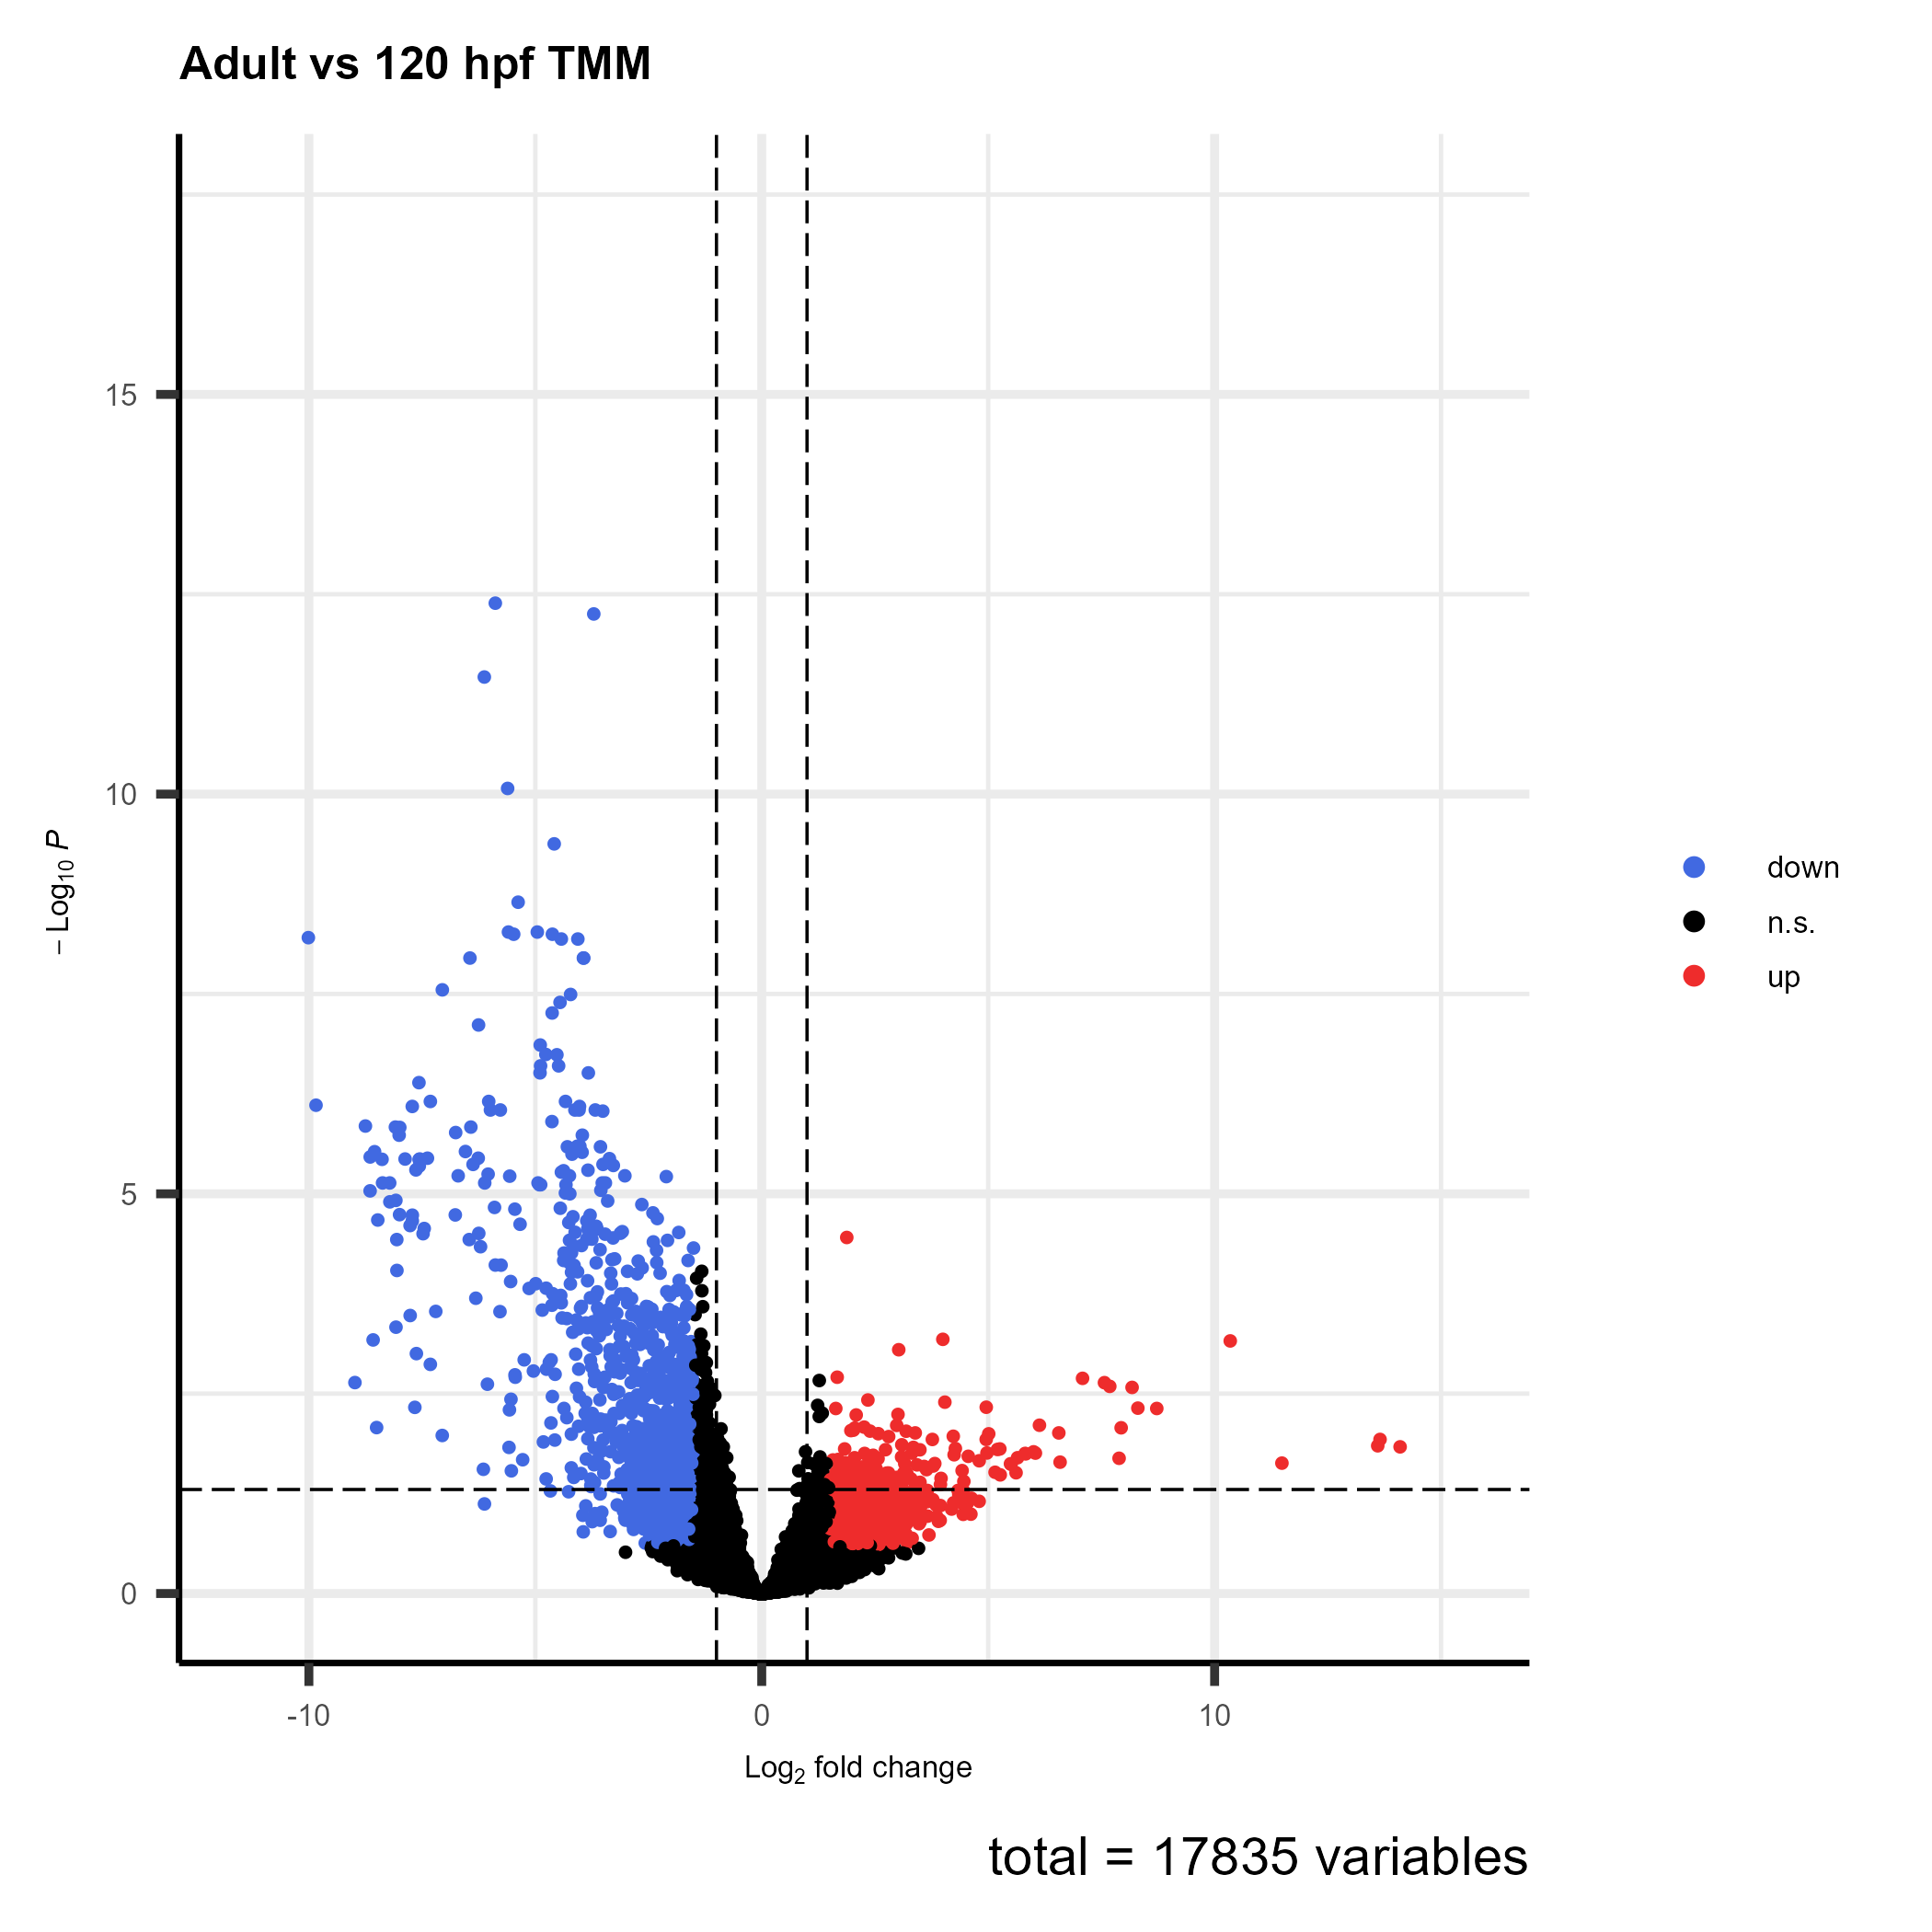 Adult vs 120 hpf TMM
15
10
5
0
– Log10 P
-10 0 10
Log2 fold change
down
n.s.
up
total = 17835 variables